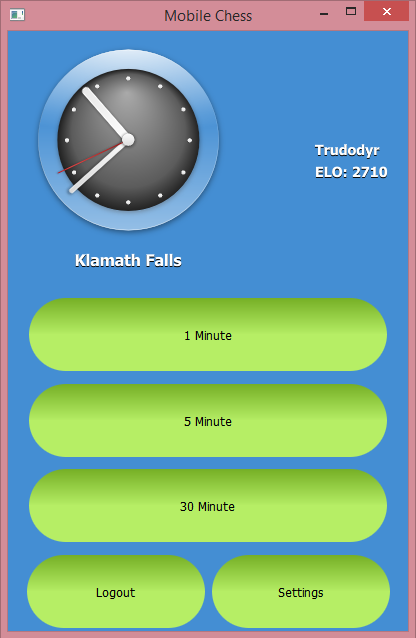 Mobile Chess
Trudodyr
ELO: 2710
Klamath Falls
1 Minute
5 Minute
30 Minute
Logout
Settings